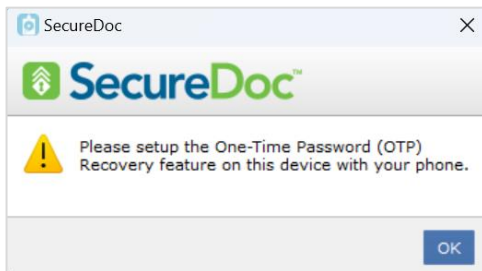 SecureDoc
SecureDoc™
Please setup the One-Time Password (OTP)
Recovery feature on this device with your phone.
OK